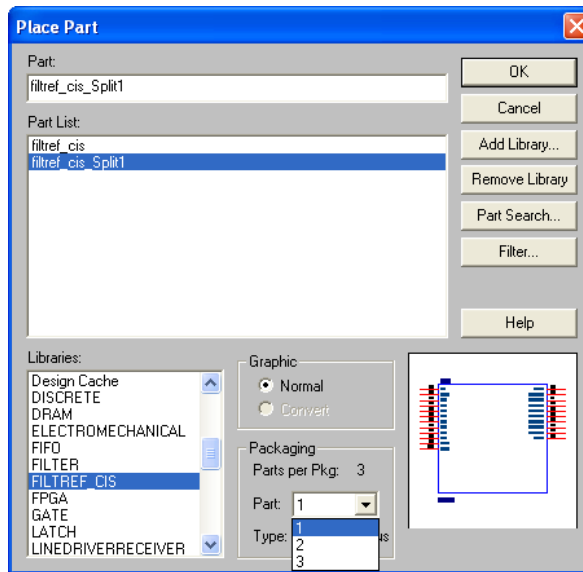 Place Part
Part:
filtref_cis_Split1
OK
Cancel
Part List:
filtref_cis
filtref_cis_Split1
Add Library...
Remove Library
Part Search...
Filter...
Help
Libraries:
Design Cache
DISCRETE
DRAM
ELECTROMECHANICAL
FIFO
FILTER
FILTREF_CIS
FPGA
GATE
LATCH
LINEDRIVERRECEIVER
Graphic
Normal
Convert
Packaging
Parts per Pkg: 3
Part: 1
1
2
3
Type: